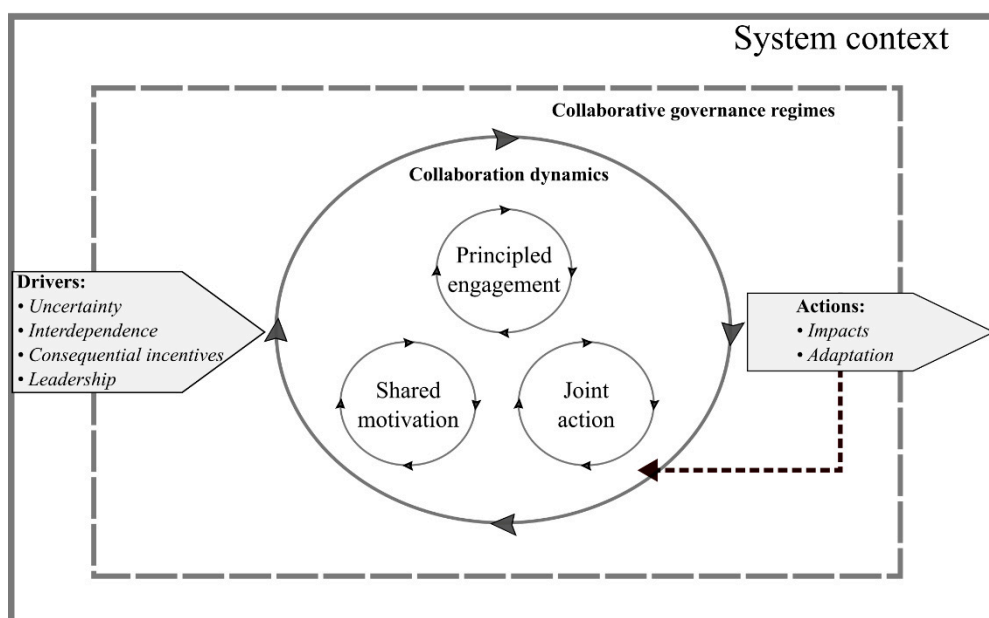 System context
Collaborative governance regimes
Collaboration dynamics
Principled
engagement
Drivers:
• Uncertainty
• Interdependence
• Consequential incentives
• Leadership
Actions:
• Impacts
• Adaptation
Shared
motivation
Joint
action